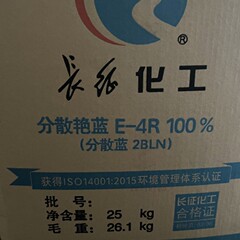 ®
长征化工
分散艳蓝 E-4R 100%
(分散蓝 2BLN)
获得ISO14001:2015环境管理体系认证
批号:
净含量: 25 kg
毛重: 26.1 kg
长征化工
合格证